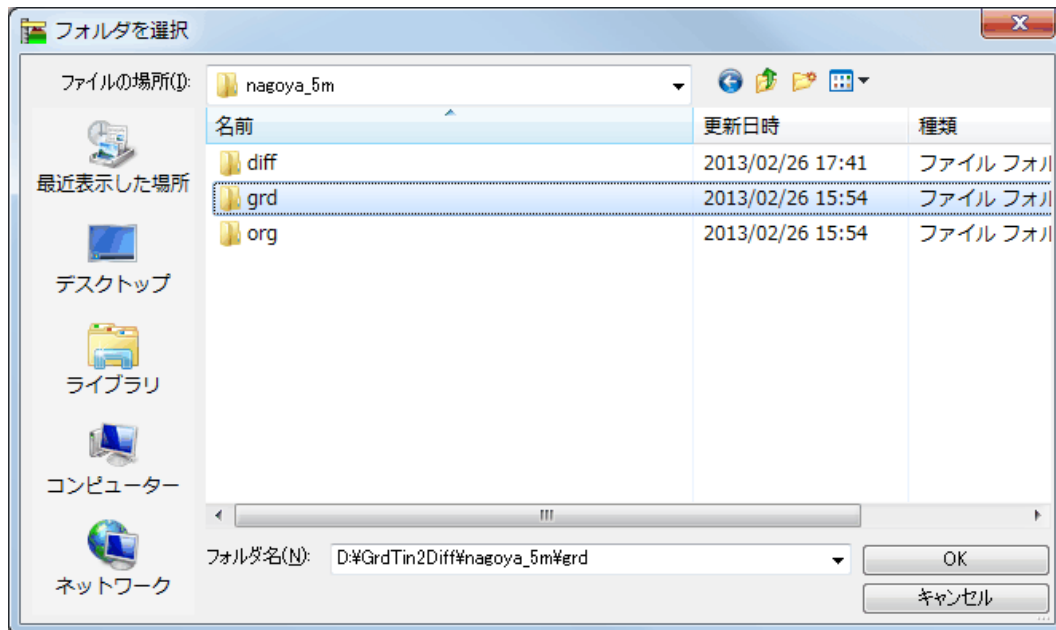 フォルダを選択
ファイルの場所(I): nagoya_5m
名前 更新日時 種類
diff 2013/02/26 17:41 ファイル フォル
grd 2013/02/26 15:54 ファイル フォル
org 2013/02/26 15:54 ファイル フォル
最近表示した場所
デスクトップ
ライブラリ
コンピューター
ネットワーク
フォルダ名(N): D:¥GrdTin2Diff¥nagoya_5m¥grd OK
キャンセル